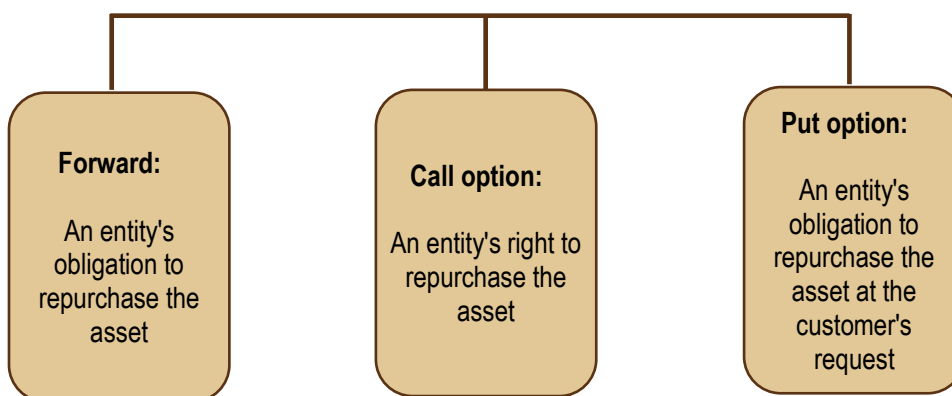 Forward:
An entity's
obligation to
repurchase the
asset
Call option:
An entity's right to
repurchase the
asset
Put option:
An entity's
obligation to
repurchase the
asset at the
customer's
request